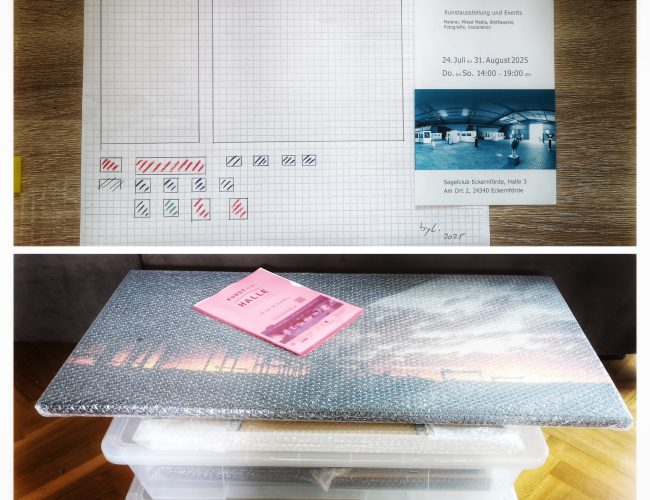 Kunstausstellung und Events
Malerei, Mixed Media, Bildhauerei,
Fotografie, Installation
24. Juli bis 31. August 2025
Do. bis So. 14:00 – 19:00 Uhr
Segelclub Eckernförde, Halle 3
Am Ort 2, 24340 Eckernförde
2025
KUNST
HALLE